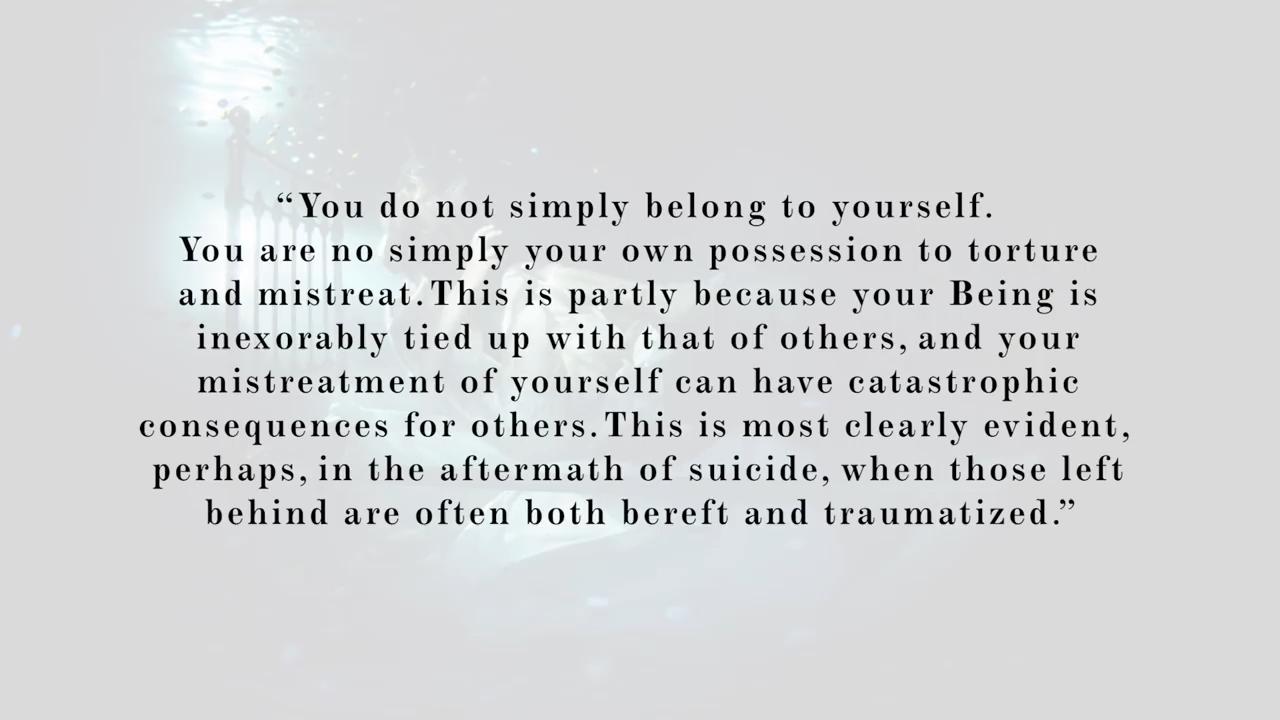 “You do not simply belong to yourself.
You are no simply your own possession to torture
and mistreat. This is partly because your Being is
inexorably tied up with that of others, and your
mistreatment of yourself can have catastrophic
consequences for others. This is most clearly evident,
perhaps, in the aftermath of suicide, when those left
behind are often both bereft and traumatized.”